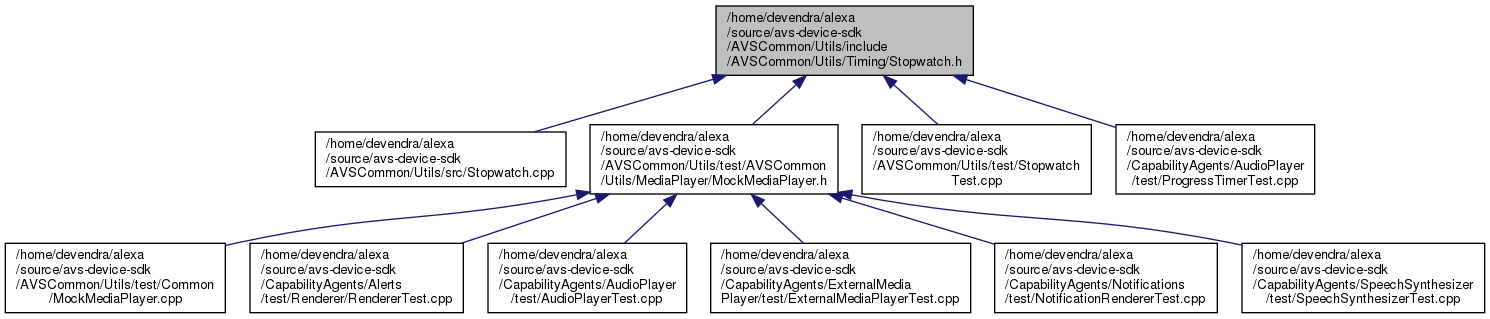 /home/devendra/alexa
/source/avs-device-sdk
/AVSCommon/Utils/include
/AVSCommon/Utils/Timing/Stopwatch.h
/home/devendra/alexa
/source/avs-device-sdk
/AVSCommon/Utils/src/Stopwatch.cpp
/home/devendra/alexa
/source/avs-device-sdk
/AVSCommon/Utils/test/AVSCommon
/Utils/MediaPlayer/MockMediaPlayer.h
/home/devendra/alexa
/source/avs-device-sdk
/AVSCommon/Utils/test/Stopwatch
Test.cpp
/home/devendra/alexa
/source/avs-device-sdk
/CapabilityAgents/AudioPlayer
/test/ProgressTimerTest.cpp
/home/devendra/alexa
/source/avs-device-sdk
/AVSCommon/Utils/test/Common
/MockMediaPlayer.cpp
/home/devendra/alexa
/source/avs-device-sdk
/CapabilityAgents/Alerts
/test/Renderer/RendererTest.cpp
/home/devendra/alexa
/source/avs-device-sdk
/CapabilityAgents/AudioPlayer
/test/AudioPlayerTest.cpp
/home/devendra/alexa
/source/avs-device-sdk
/CapabilityAgents/ExternalMedia
Player/test/ExternalMediaPlayerTest.cpp
/home/devendra/alexa
/source/avs-device-sdk
/CapabilityAgents/Notifications
/test/NotificationRendererTest.cpp
/home/devendra/alexa
/source/avs-device-sdk
/CapabilityAgents/SpeechSynthesizer
/test/SpeechSynthesizerTest.cpp